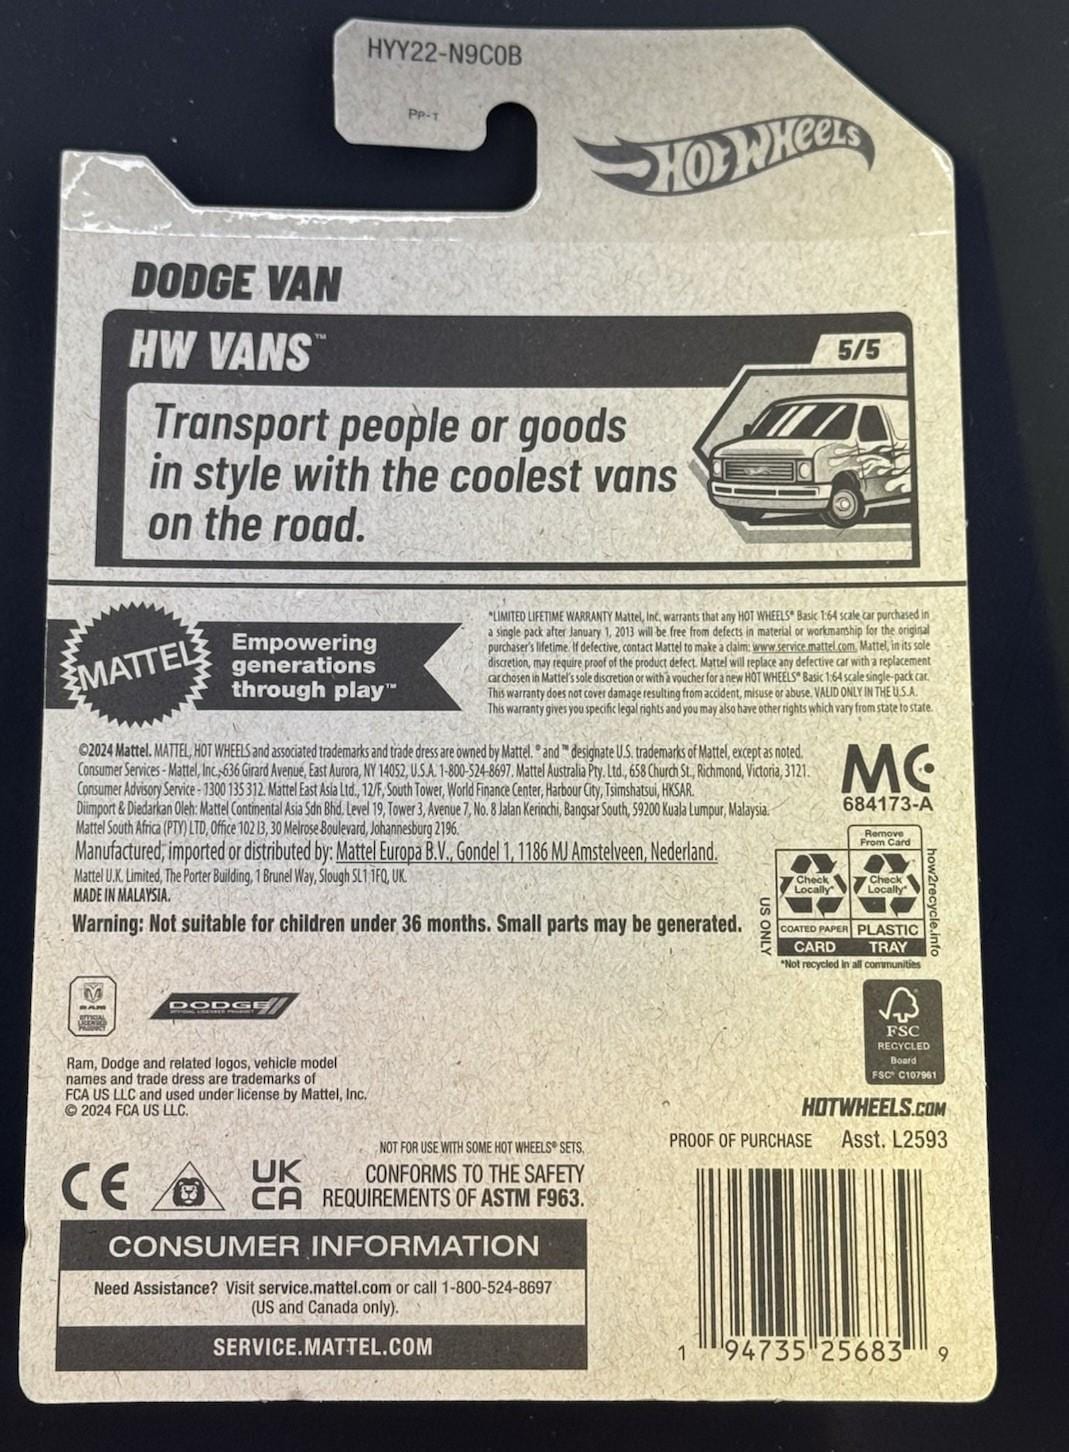 HYY22-N9C0B
PP-T
HOT WHEELS
DODGE VAN
HW VANS™
5/5
Transport people or goods
in style with the coolest vans
on the road.
MATTEL
Empowering
generations
through play™
*LIMITED LIFETIME WARRANTY Mattel, Inc. warrants that any HOT WHEELS® Basic 1:64 scale car purchased in
a single pack after January 1, 2013 will be free from defects in material or workmanship for the original
purchaser's lifetime. If defective, contact Mattel to make a claim: www.service.mattel.com. Mattel, in its sole
discretion, may require proof of the product defect. Mattel will replace any defective car with a replacement
car chosen in Mattel's sole discretion or with a voucher for a new HOT WHEELS® Basic 1:64 scale single-pack car.
This warranty does not cover damage resulting from accident, misuse or abuse. VALID ONLY IN THE U.S.A.
This warranty gives you specific legal rights and you may also have other rights which vary from state to state.
©2024 Mattel. MATTEL, HOT WHEELS and associated trademarks and trade dress are owned by Mattel. ® and ™ designate U.S. trademarks of Mattel, except as noted.
Consumer Services - Mattel, Inc., 636 Girard Avenue, East Aurora, NY 14052, U.S.A. 1-800-524-8697. Mattel Australia Pty. Ltd., 658 Church St., Richmond, Victoria, 3121.
Consumer Advisory Service - 1300 135 312. Mattel East Asia Ltd., 12/F, South Tower, World Finance Center, Harbour City, Tsimshatsui, HKSAR.
Diimport & Diedarkan Oleh: Mattel Continental Asia Sdn Bhd. Level 19, Tower 3, Avenue 7, No. 8 Jalan Kerinchi, Bangsar South, 59200 Kuala Lumpur, Malaysia.
Mattel South Africa (PTY) LTD, Office 102 I3, 30 Melrose Boulevard, Johannesburg 2196.
Manufactured, imported or distributed by: Mattel Europa B.V., Gondel 1, 1186 MJ Amstelveen, Nederland.
Mattel U.K. Limited, The Porter Building, 1 Brunel Way, Slough SL1 1FQ, UK.
MADE IN MALAYSIA.
Warning: Not suitable for children under 36 months. Small parts may be generated.
MC
684173-A
Remove
From Card
Check
Locally*
Check
Locally*
COATED PAPER
PLASTIC
CARD
TRAY
US ONLY
how2recycle.info
*Not recycled in all communities
RAM
OFFICIAL
LICENSED
PRODUCT
DODGE
OFFICIAL LICENSED PRODUCT
FSC
RECYCLED
Board
FSC® C107961
Ram, Dodge and related logos, vehicle model
names and trade dress are trademarks of
FCA US LLC and used under license by Mattel, Inc.
© 2024 FCA US LLC.
HOTWHEELS.COM
PROOF OF PURCHASE Asst. L2593
NOT FOR USE WITH SOME HOT WHEELS® SETS.
CE
UK
CA
CONFORMS TO THE SAFETY
REQUIREMENTS OF ASTM F963.
CONSUMER INFORMATION
Need Assistance? Visit service.mattel.com or call 1-800-524-8697
(US and Canada only).
SERVICE.MATTEL.COM
1 94735 25683 9